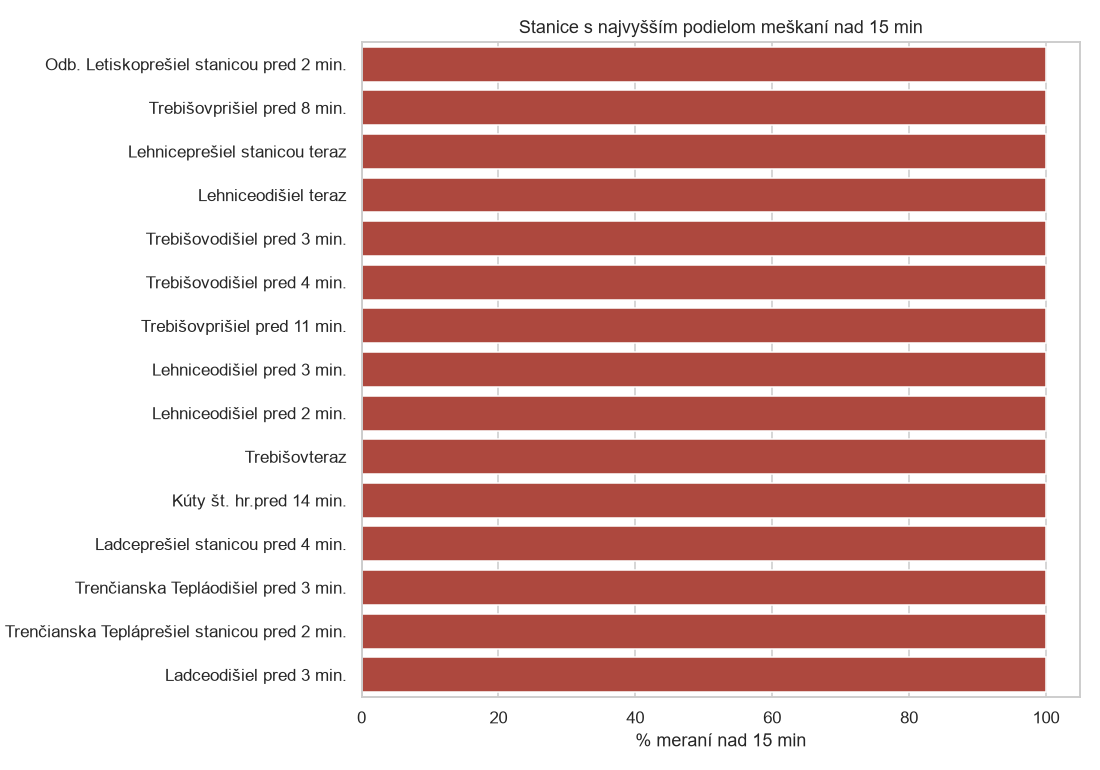 Stanice s najvyšším podielom meškaní nad 15 min
Odb. Letiskoprešiel stanicou pred 2 min.
Trebišovprišiel pred 8 min.
Lehniceprešiel stanicou teraz
Lehniceodišiel teraz
Trebišovodišiel pred 3 min.
Trebišovodišiel pred 4 min.
Trebišovprišiel pred 11 min.
Lehniceodišiel pred 3 min.
Lehniceodišiel pred 2 min.
Trebišovteraz
Kúty št. hr.pred 14 min.
Ladceprešiel stanicou pred 4 min.
Trenčianska Tepláodišiel pred 3 min.
Trenčianska Tepláprešiel stanicou pred 2 min.
Ladceodišiel pred 3 min.
0 20 40 60 80 100
% meraní nad 15 min